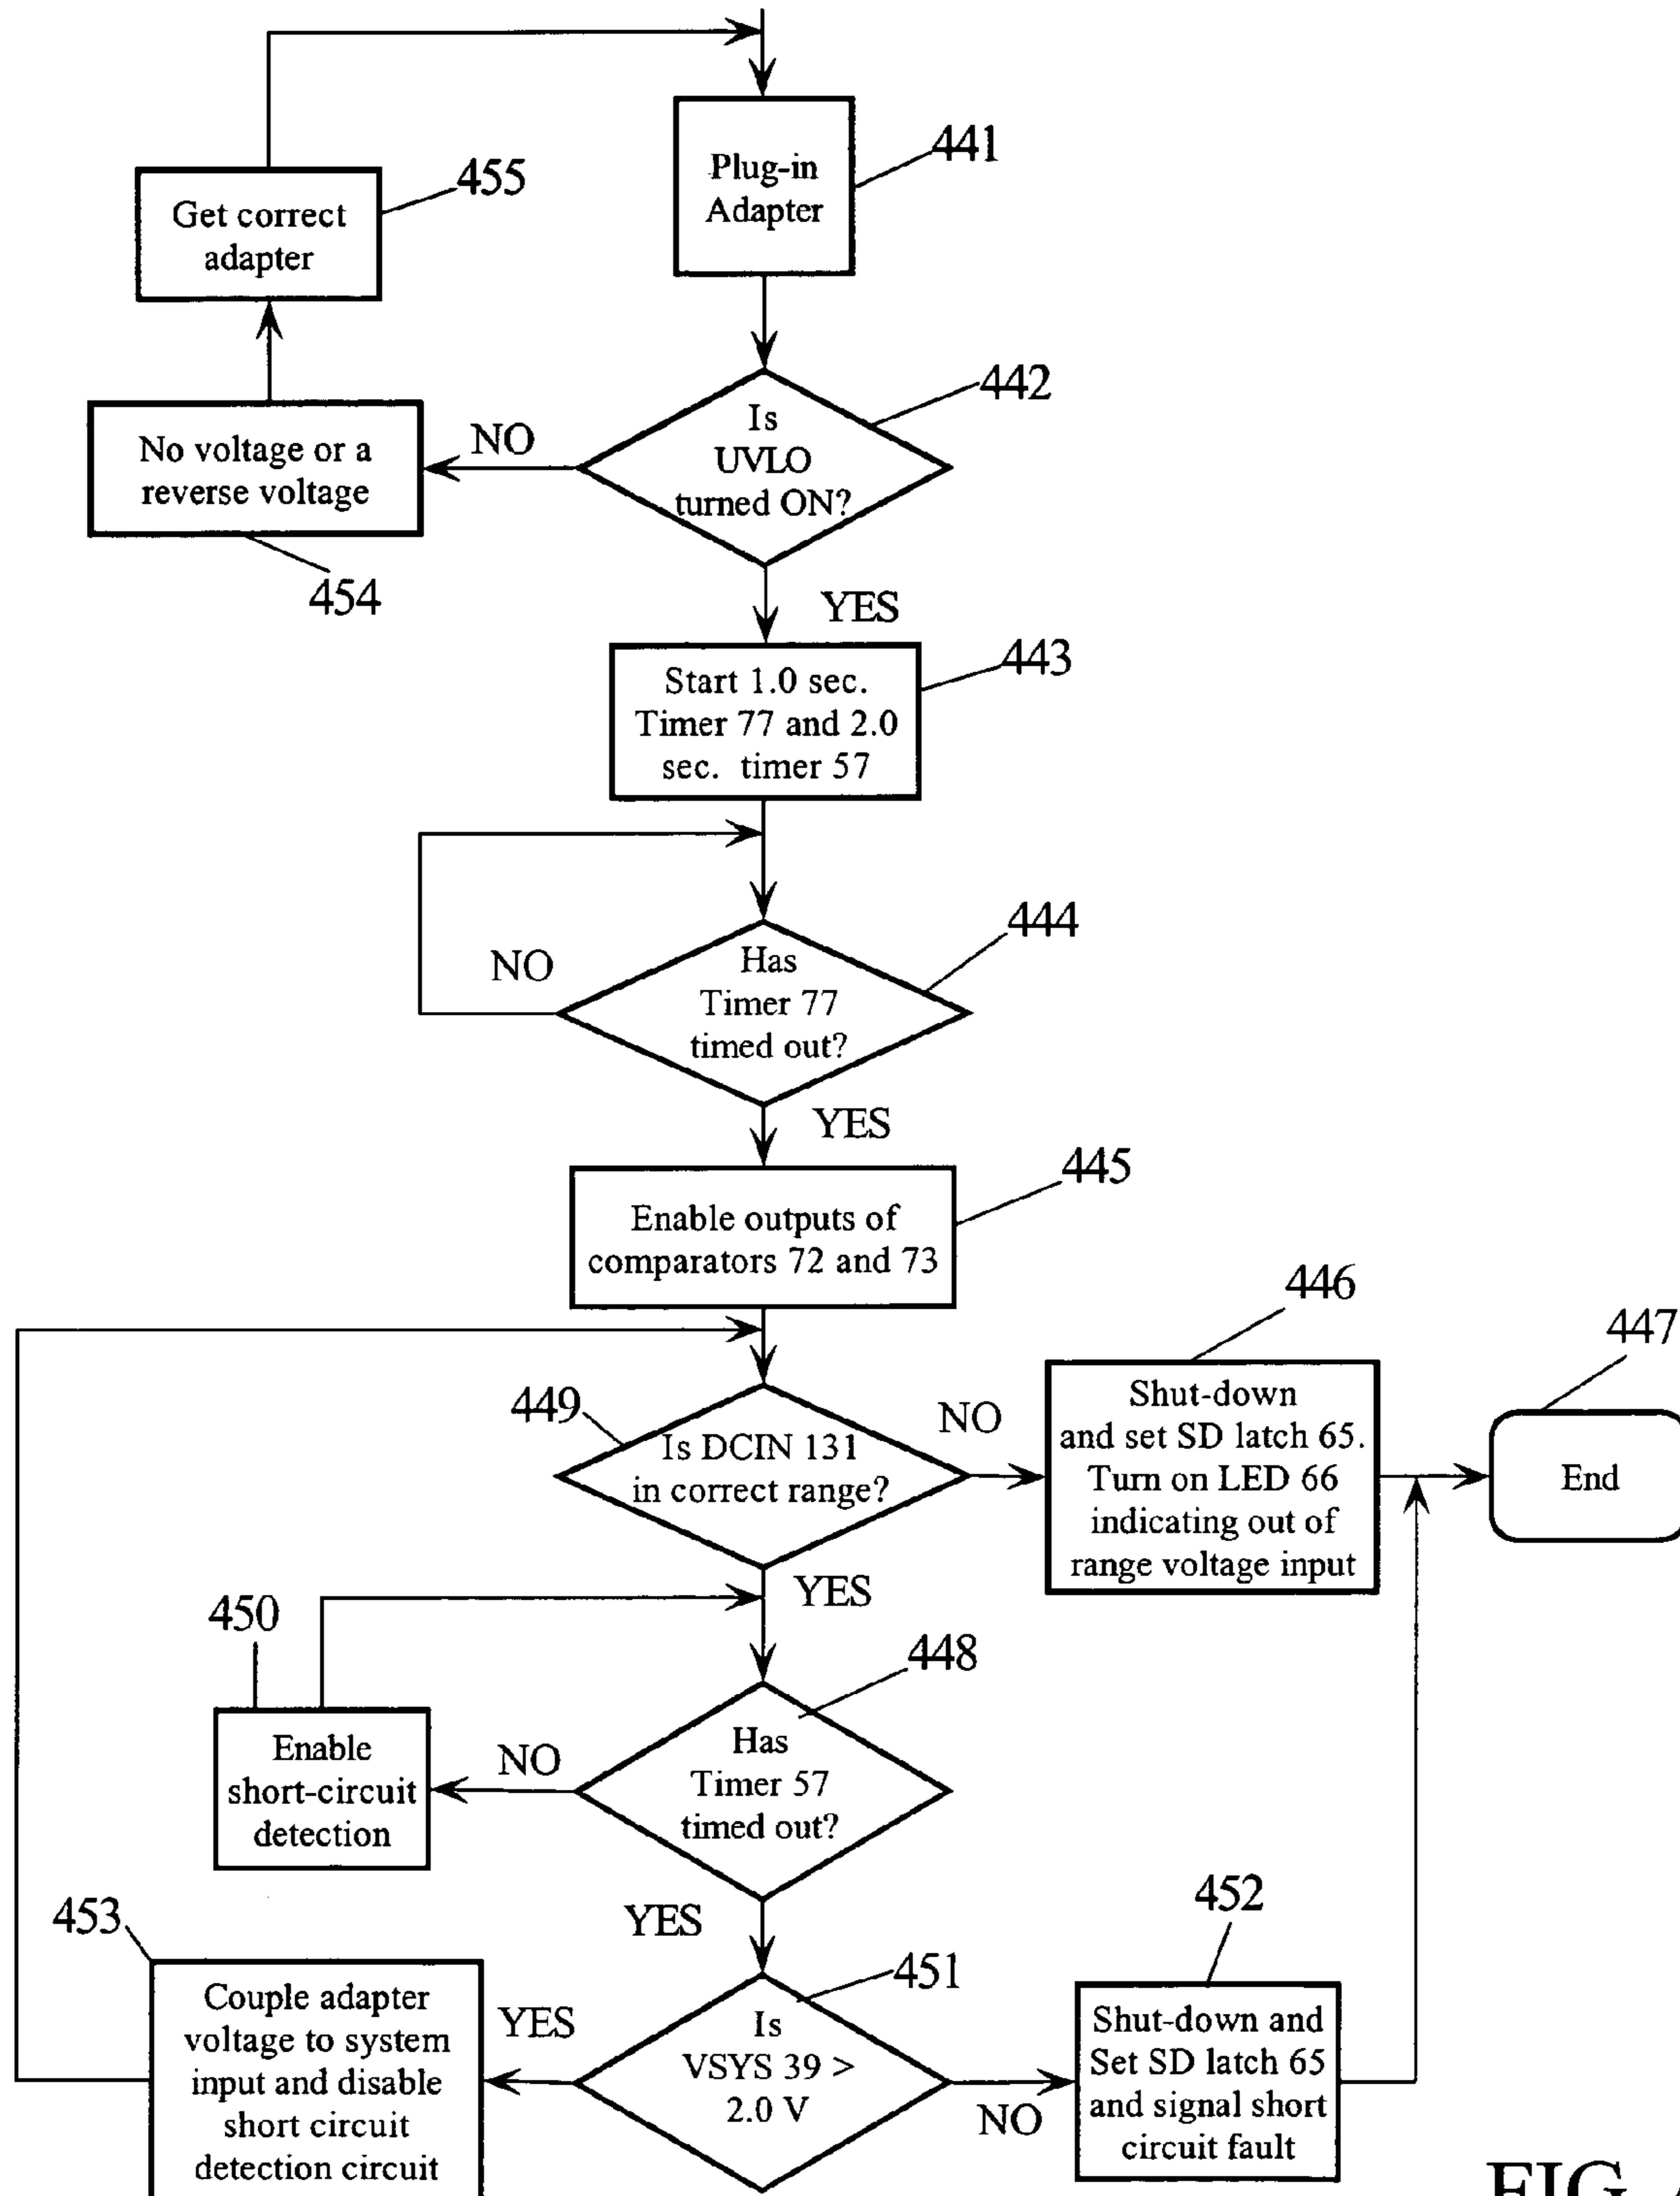 441
Plug-in
Adapter
455
Get correct
adapter
442
Is
UVLO
turned ON?
NO
No voltage or a
reverse voltage
454
YES
443
Start 1.0 sec.
Timer 77 and 2.0
sec. timer 57
444
Has
Timer 77
timed out?
NO
YES
445
Enable outputs of
comparators 72 and 73
446
447
449
Is DCIN 131
in correct range?
NO
Shut-down
and set SD latch 65.
Turn on LED 66
indicating out of
range voltage input
End
YES
450
448
Enable
short-circuit
detection
NO
Has
Timer 57
timed out?
YES
453
451
452
Couple adapter
voltage to system
input and disable
short circuit
detection circuit
YES
Is
VSYS 39 >
2.0 V
NO
Shut-down and
Set SD latch 65
and signal short
circuit fault
FIG.